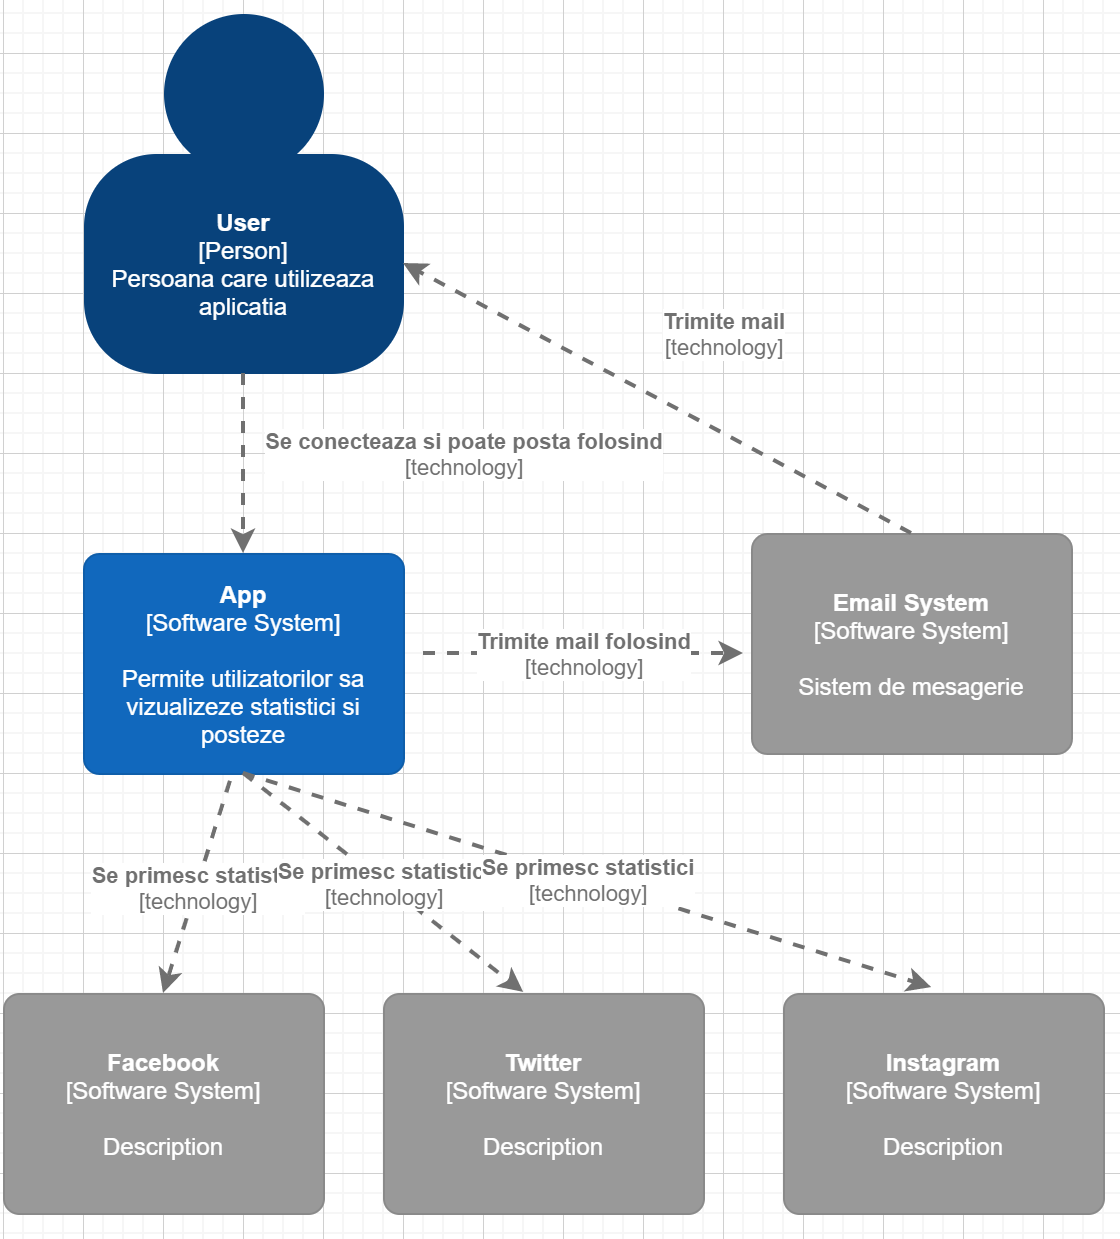 User
[Person]
Persoana care utilizeaza
aplicatia
Trimite mail
[technology]
Se conecteaza si poate posta folosind
[technology]
App
[Software System]
Permite utilizatorilor sa
vizualizeze statistici si
posteze
Trimite mail folosind
[technology]
Email System
[Software System]
Sistem de mesagerie
Se primesc statist
[technology]
Se primesc statistic
[technology]
Se primesc statistici
[technology]
Facebook
[Software System]
Description
Twitter
[Software System]
Description
Instagram
[Software System]
Description